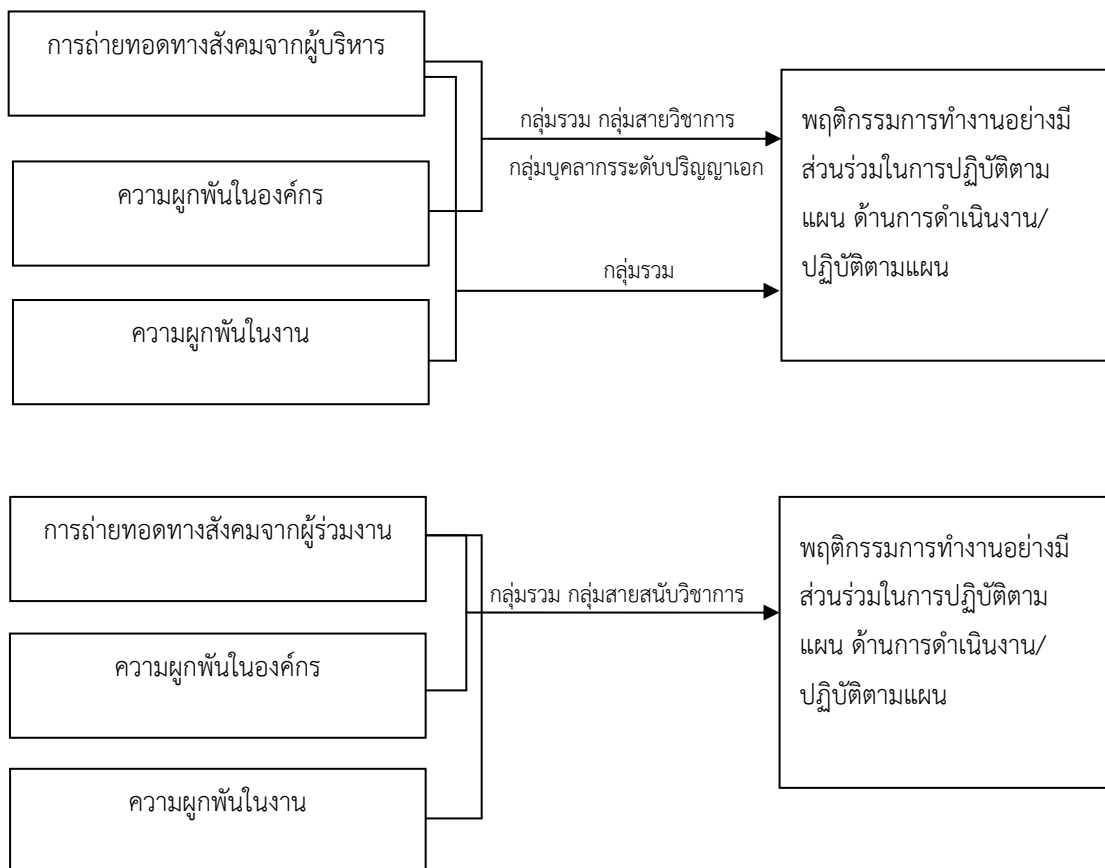 การถ่ายทอดทางสังคมจากผู้บริหาร
ความผูกพันในองค์กร
ความผูกพันในงาน
กลุ่มรวม กลุ่มสายวิชาการ
กลุ่มบุคลากรระดับปริญญาเอก
กลุ่มรวม
พฤติกรรมการทำงานอย่างมี
ส่วนร่วมในการปฏิบัติตาม
แผน ด้านการดำเนินงาน/
ปฏิบัติตามแผน
การถ่ายทอดทางสังคมจากผู้ร่วมงาน
ความผูกพันในองค์กร
ความผูกพันในงาน
กลุ่มรวม กลุ่มสายสนับวิชาการ
พฤติกรรมการทำงานอย่างมี
ส่วนร่วมในการปฏิบัติตาม
แผน ด้านการดำเนินงาน/
ปฏิบัติตามแผน